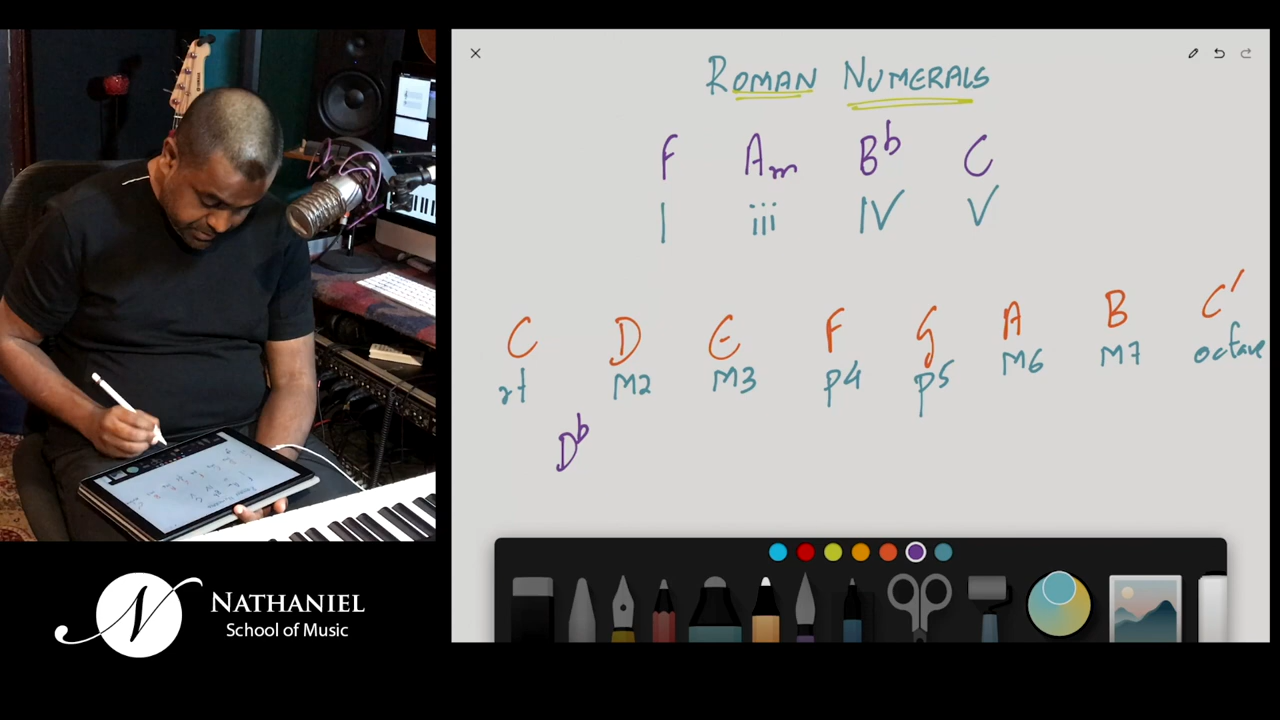 ROMAN NUMERALS
F Am Bb C
I iii IV V
C D E F G A B C'
rt M2 M3 P4 P5 M6 M7 octave
Db
NATHANIEL
School of Music